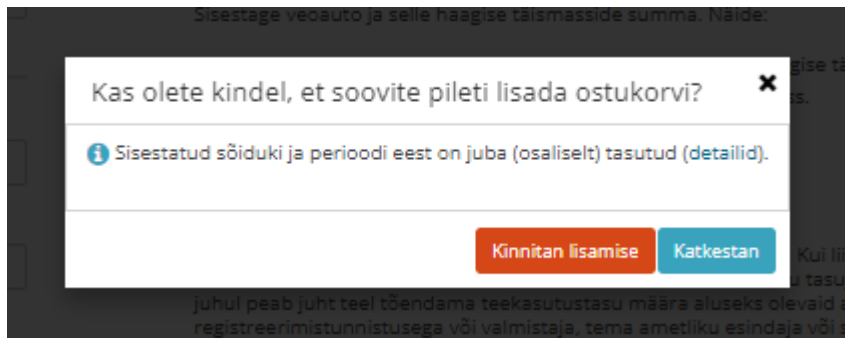 Sisestage veoauto ja selle haagise täismasside summa. Näide:
Kas olete kindel, et soovite pileti lisada ostukorvi?
Sisestatud sõiduki ja perioodi eest on juba (osaliselt) tasutud (detailid).
Kinnitan lisamise Katkestan
Kui
juhul peab juht teel tõendama teekasutustasu määra aluseks olevaid
registreerimistunnistusega või valmistaja, tema ametliku esindaja või